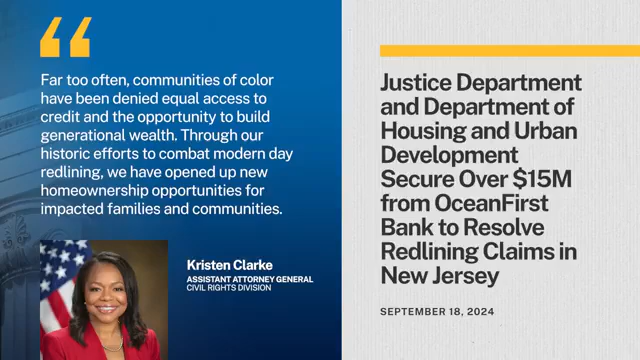 Far too often, communities of color
have been denied equal access to
credit and the opportunity to build
generational wealth. Through our
historic efforts to combat modern day
redlining, we have opened up new
homeownership opportunities for
impacted families and communities.
Kristen Clarke
ASSISTANT ATTORNEY GENERAL
CIVIL RIGHTS DIVISION
Justice Department
and Department of
Housing and Urban
Development
Secure Over $15M
from OceanFirst
Bank to Resolve
Redlining Claims in
New Jersey
SEPTEMBER 18, 2024